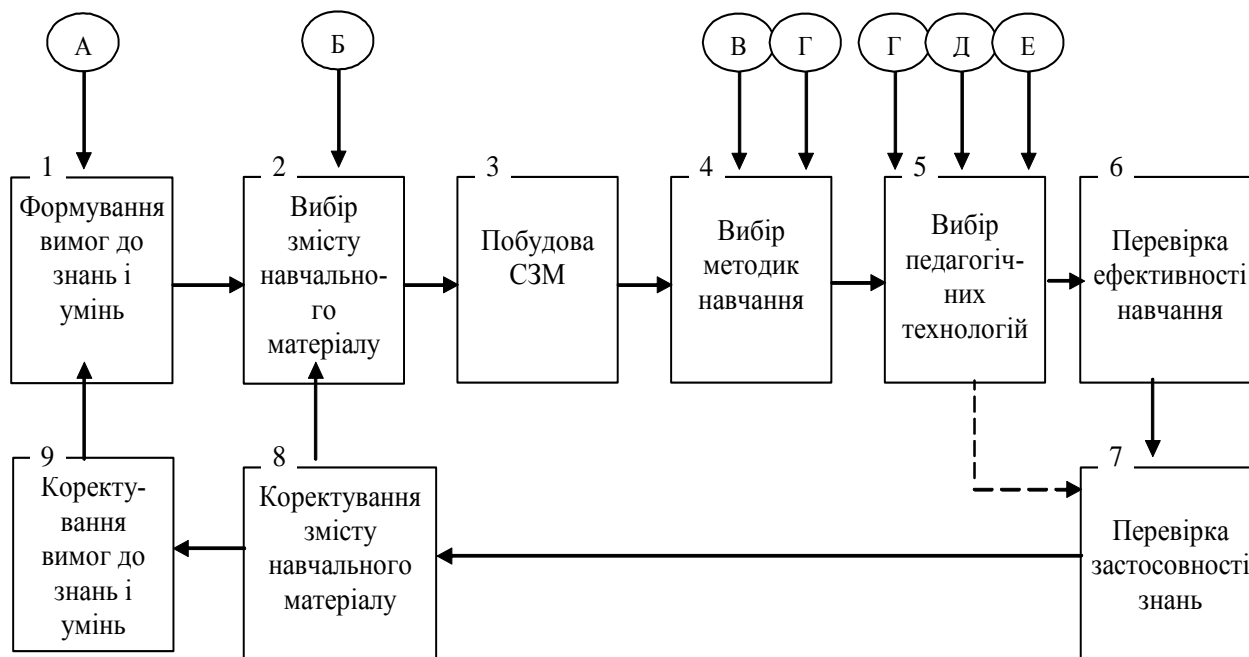 А
Б
В
Г
Г
Д
Е
1
Формування
вимог до
знань і
умінь
2
Вибір
змісту
навчально-
го
матеріалу
3
Побудова
СЗМ
4
Вибір
методик
навчання
5
Вибір
педагогіч-
них
технологій
6
Перевірка
ефективності
навчання
9
Коректу-
вання
вимог до
знань і
умінь
8
Коректування
змісту
навчального
матеріалу
7
Перевірка
застосовності
знань